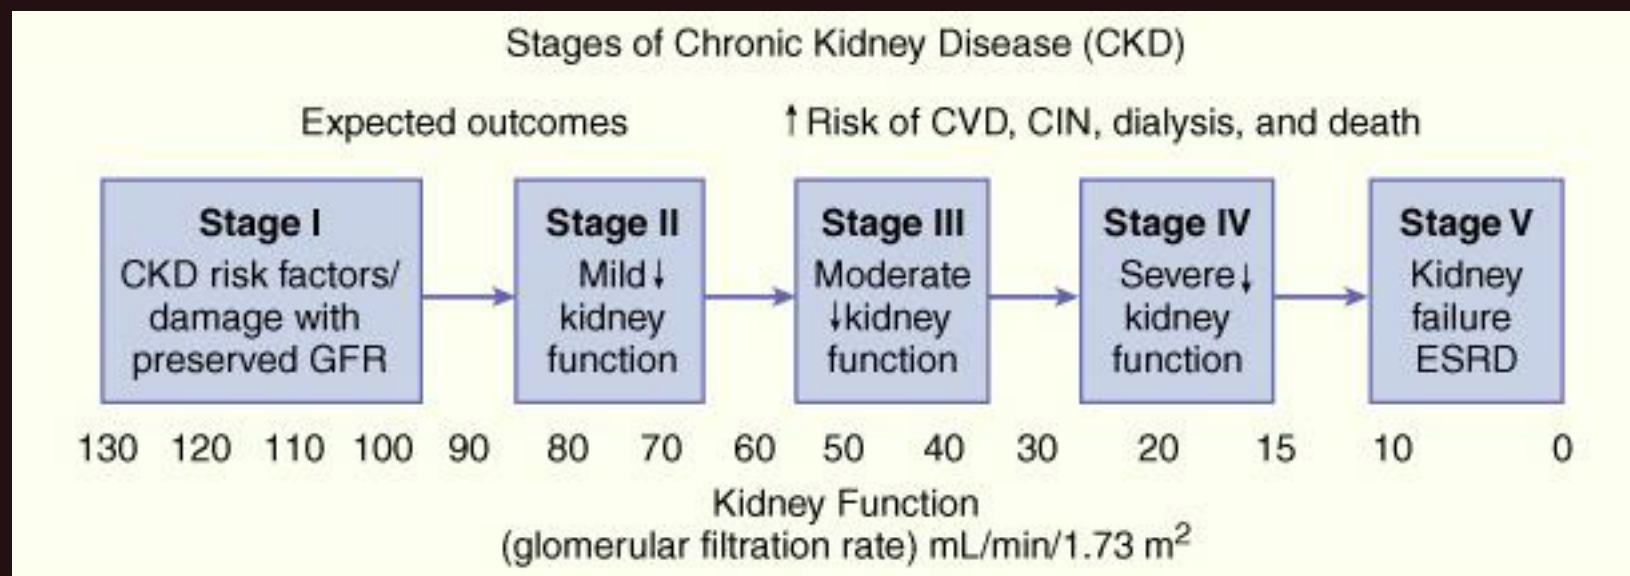 Stages of Chronic Kidney Disease (CKD)
Expected outcomes
↑Risk of CVD, CIN, dialysis, and death
Stage I
CKD risk factors/
damage with
preserved GFR
Stage II
Mild↓
kidney
function
Stage III
Moderate
↓kidney
function
Stage IV
Severe↓
kidney
function
Stage V
Kidney
failure
ESRD
130 120 110 100 90 80 70 60 50 40 30 20 15 10 0
Kidney Function
(glomerular filtration rate) mL/min/1.73 m²